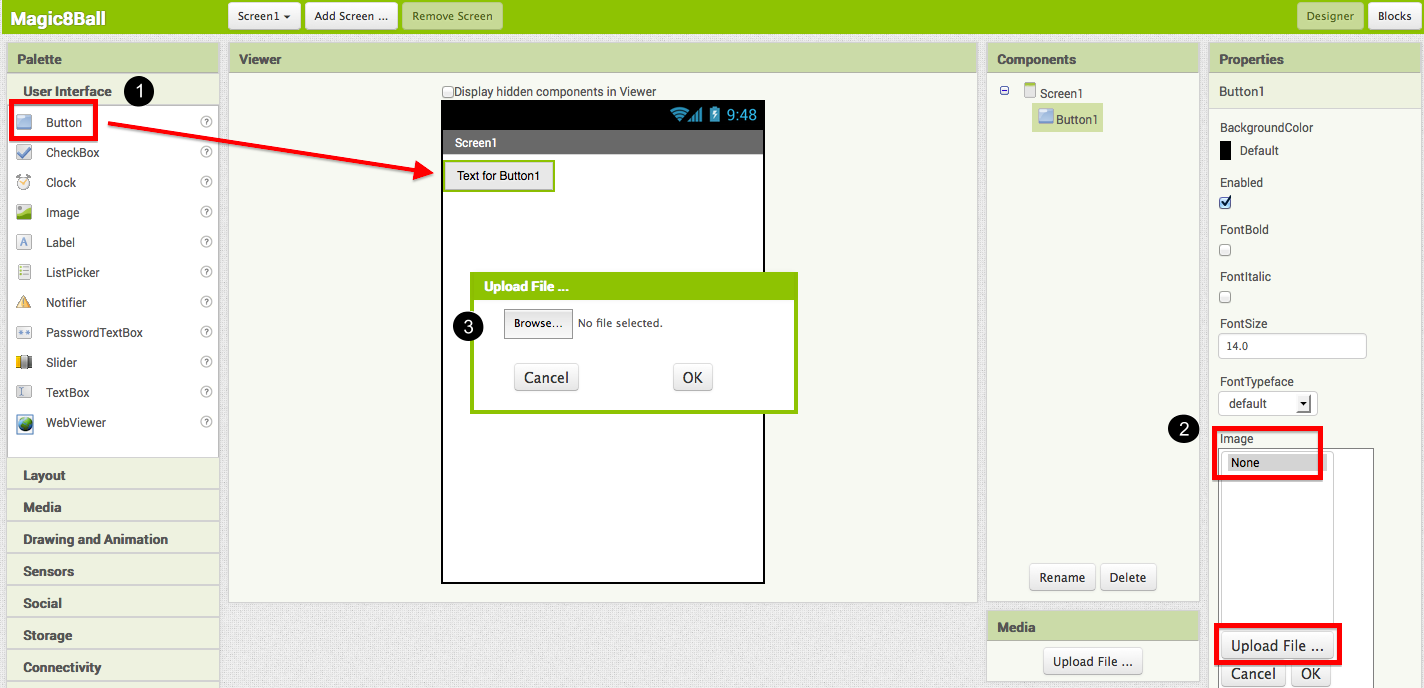 Magic8Ball
Screen1
Add Screen ...
Remove Screen
Designer
Blocks
Palette
User Interface
1
Button
?
CheckBox
?
Clock
?
Image
?
Label
?
ListPicker
?
Notifier
?
PasswordTextBox
?
Slider
?
TextBox
?
WebViewer
?
Layout
Media
Drawing and Animation
Sensors
Social
Storage
Connectivity
Viewer
Display hidden components in Viewer
9:48
Screen1
Text for Button1
Upload File ...
3
Browse... No file selected.
Cancel
OK
Components
Screen1
Button1
Rename
Delete
Media
Upload File ...
Properties
Button1
BackgroundColor
Default
Enabled
FontBold
FontItalic
FontSize
14.0
FontTypeface
default
2
Image
None
Upload File ...
Cancel
OK